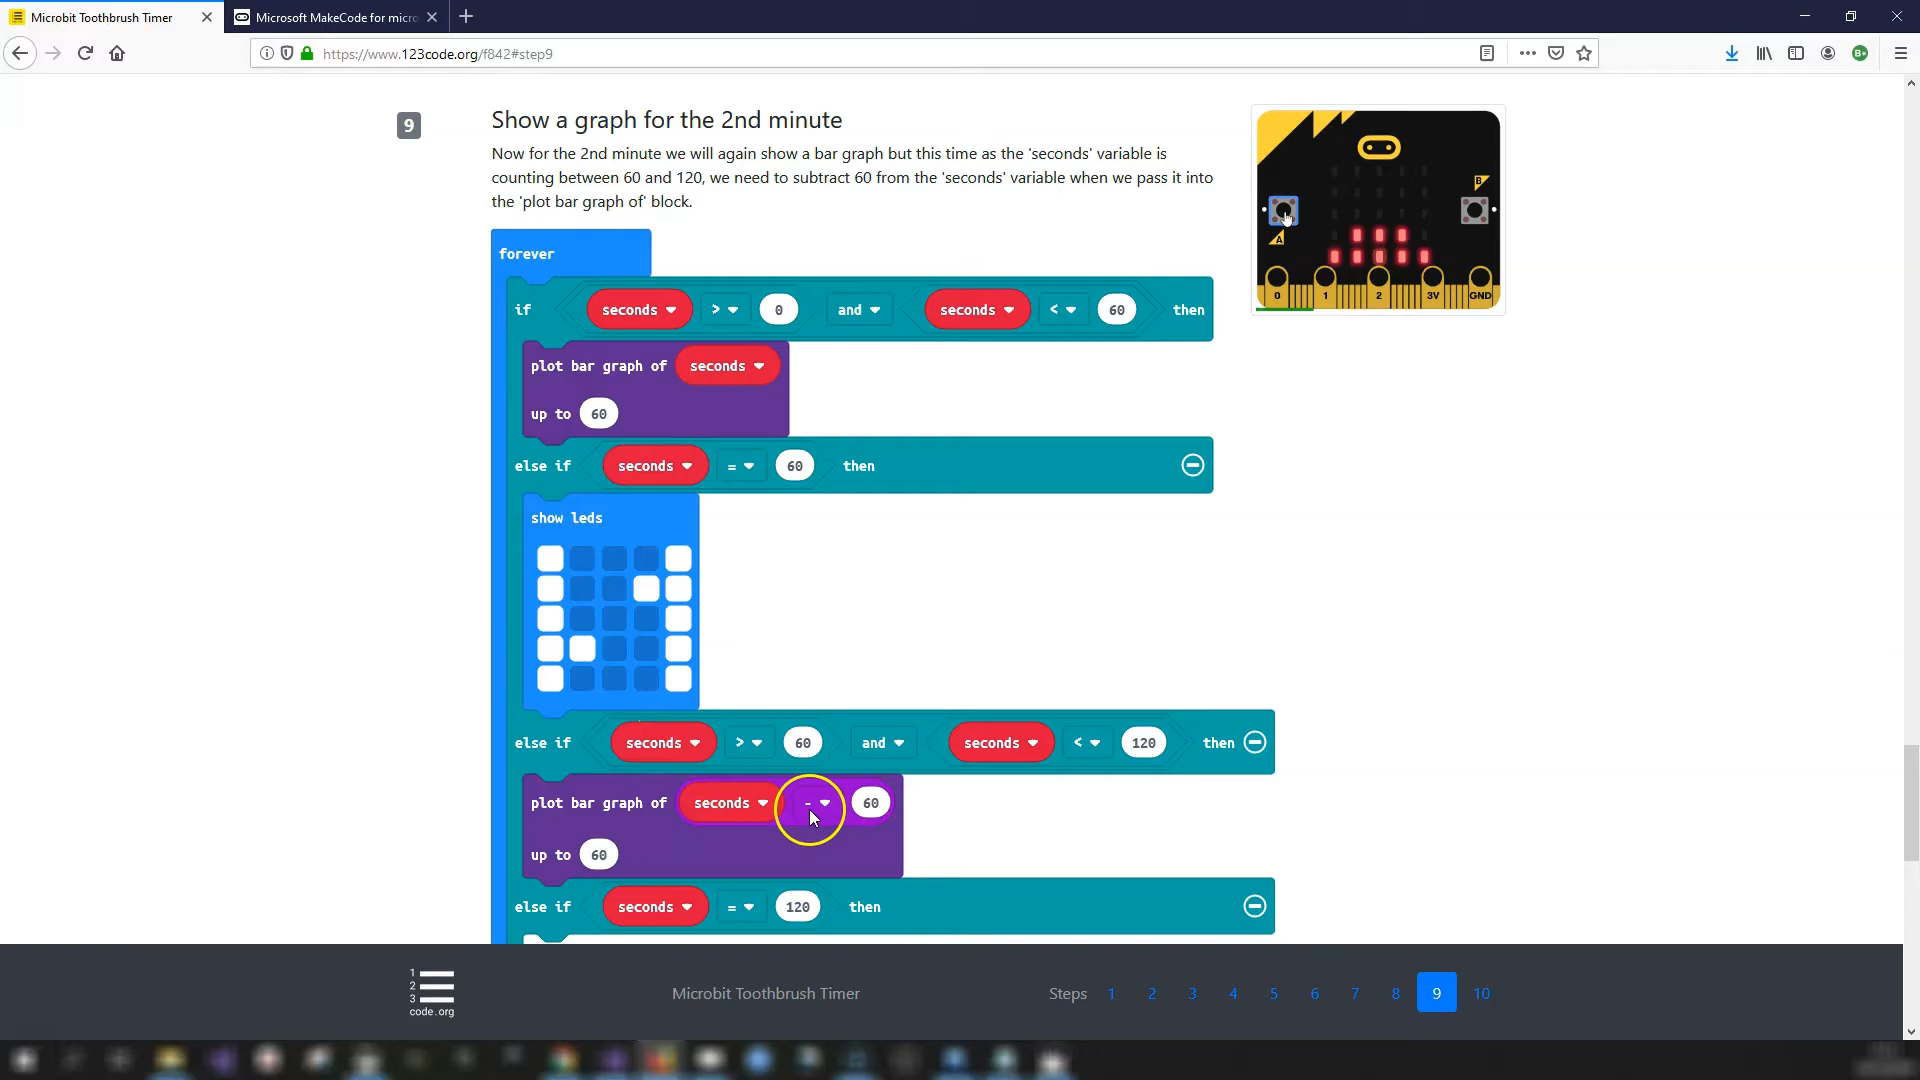 Microbit Toothbrush Timer
Microsoft MakeCode for micro
https://www.123code.org/f842#step9
9
Show a graph for the 2nd minute
Now for the 2nd minute we will again show a bar graph but this time as the 'seconds' variable is
counting between 60 and 120, we need to subtract 60 from the 'seconds' variable when we pass it into
the 'plot bar graph of' block.
B
A
0 1 2 3V GND
forever
if seconds > 0 and seconds < 60 then
plot bar graph of seconds
up to 60
else if seconds = 60 then
show leds
else if seconds > 60 and seconds < 120 then
plot bar graph of seconds - 60
up to 60
else if seconds = 120 then
1
2
3
code.org
Microbit Toothbrush Timer
Steps 1 2 3 4 5 6 7 8 9 10